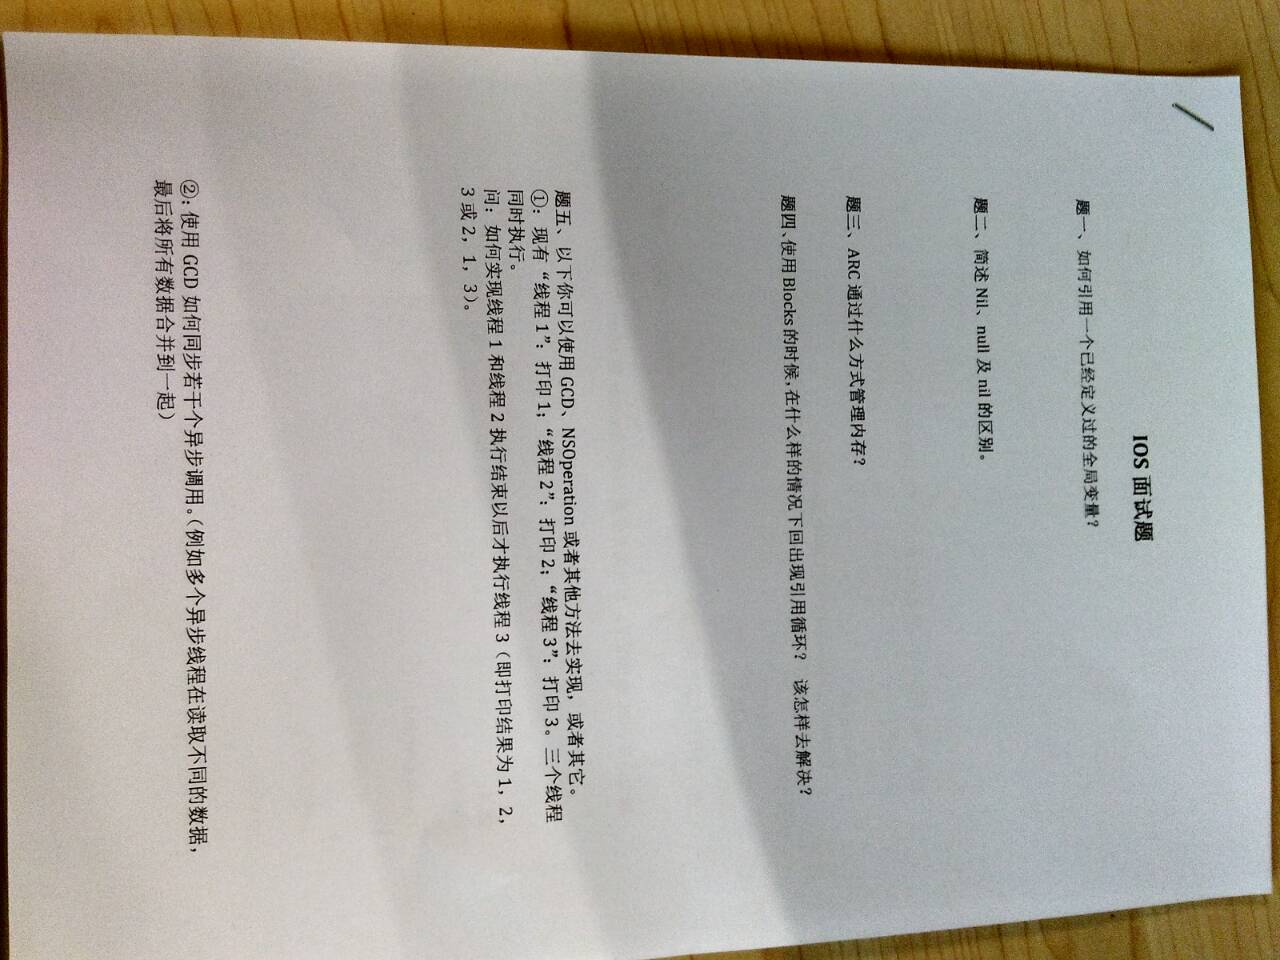 IOS 面试题
题一、如何引用一个已经定义过的全局变量？
题二、简述 Nil、null 及 nil 的区别。
题三、ARC 通过什么方式管理内存？
题四、使用 Blocks 的时候，在什么样的情况下回出现引用循环？ 该怎样去解决？
题五、以下你可以使用 GCD、NSOperation 或者其他方法去实现，或者其它。
①：现有“线程 1”：打印 1；“线程 2”：打印 2；“线程 3”：打印 3。三个线程
同时执行。
问：如何实现线程 1 和线程 2 执行结束以后才执行线程 3（即打印结果为 1，2，
3 或 2，1，3）。
②：使用 GCD 如何同步若干个异步调用。（例如多个异步线程在读取不同的数据，
最后将所有数据合并到一起）